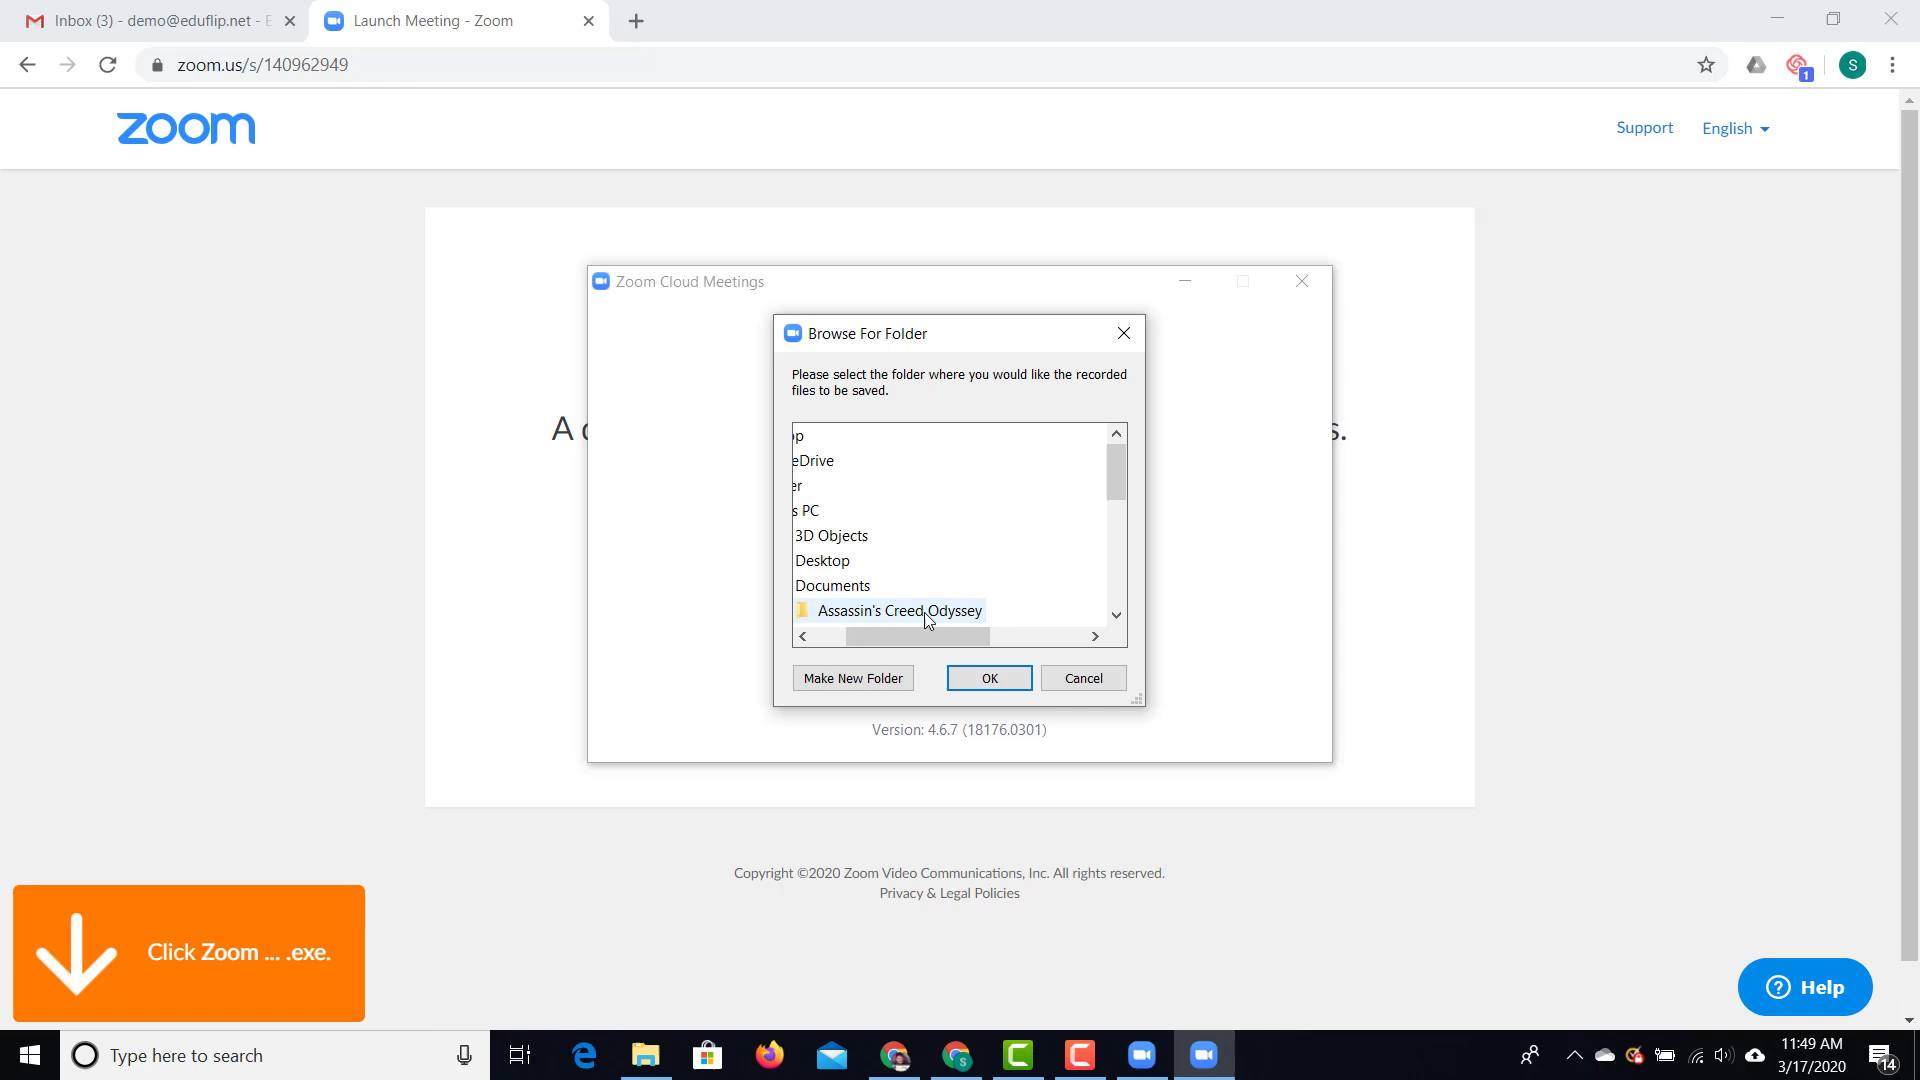 Inbox (3) - demo@eduflip.net - E
Launch Meeting - Zoom
zoom.us/s/140962949
1
S
zoom
Support
English
Zoom Cloud Meetings
Browse For Folder
Please select the folder where you would like the recorded
files to be saved.
A
s.
op
eDrive
er
s PC
3D Objects
Desktop
Documents
Assassin's Creed Odyssey
Make New Folder
OK
Cancel
Version: 4.6.7 (18176.0301)
Copyright ©2020 Zoom Video Communications, Inc. All rights reserved.
Privacy & Legal Policies
Click Zoom ... .exe.
Help
Type here to search
11:49 AM
3/17/2020
14